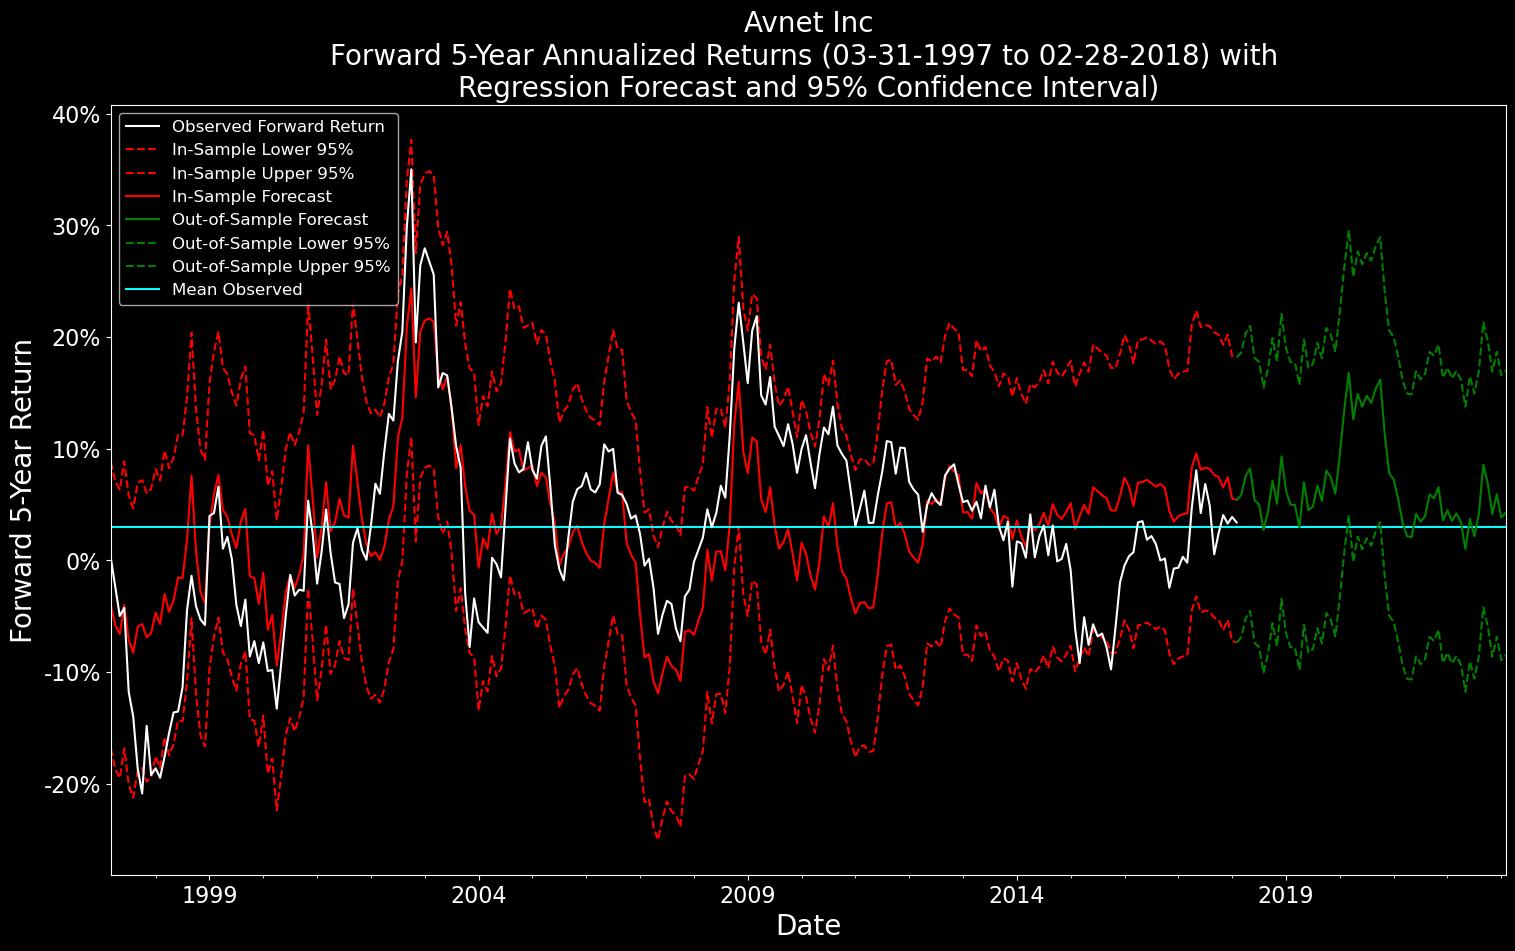 Avnet Inc
Forward 5-Year Annualized Returns (03-31-1997 to 02-28-2018) with
Regression Forecast and 95% Confidence Interval)
40%
30%
20%
10%
0%
-10%
-20%
Forward 5-Year Return
Observed Forward Return
In-Sample Lower 95%
In-Sample Upper 95%
In-Sample Forecast
Out-of-Sample Forecast
Out-of-Sample Lower 95%
Out-of-Sample Upper 95%
Mean Observed
1999
2004
2009
2014
2019
Date